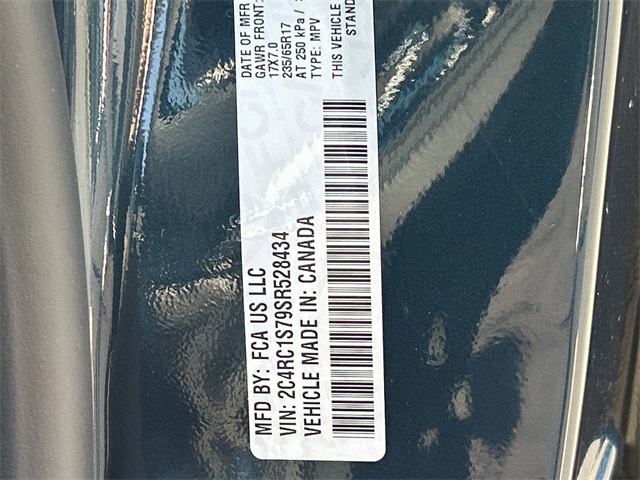 MFD BY: FCA US LLC
VIN: 2C4RC1S79SR528434
VEHICLE MADE IN: CANADA
DATE OF MFR
GAWR FRONT:
17X7.0
235/65R17
AT 250 kPa /
TYPE: MPV
THIS VEHICLE
STAND